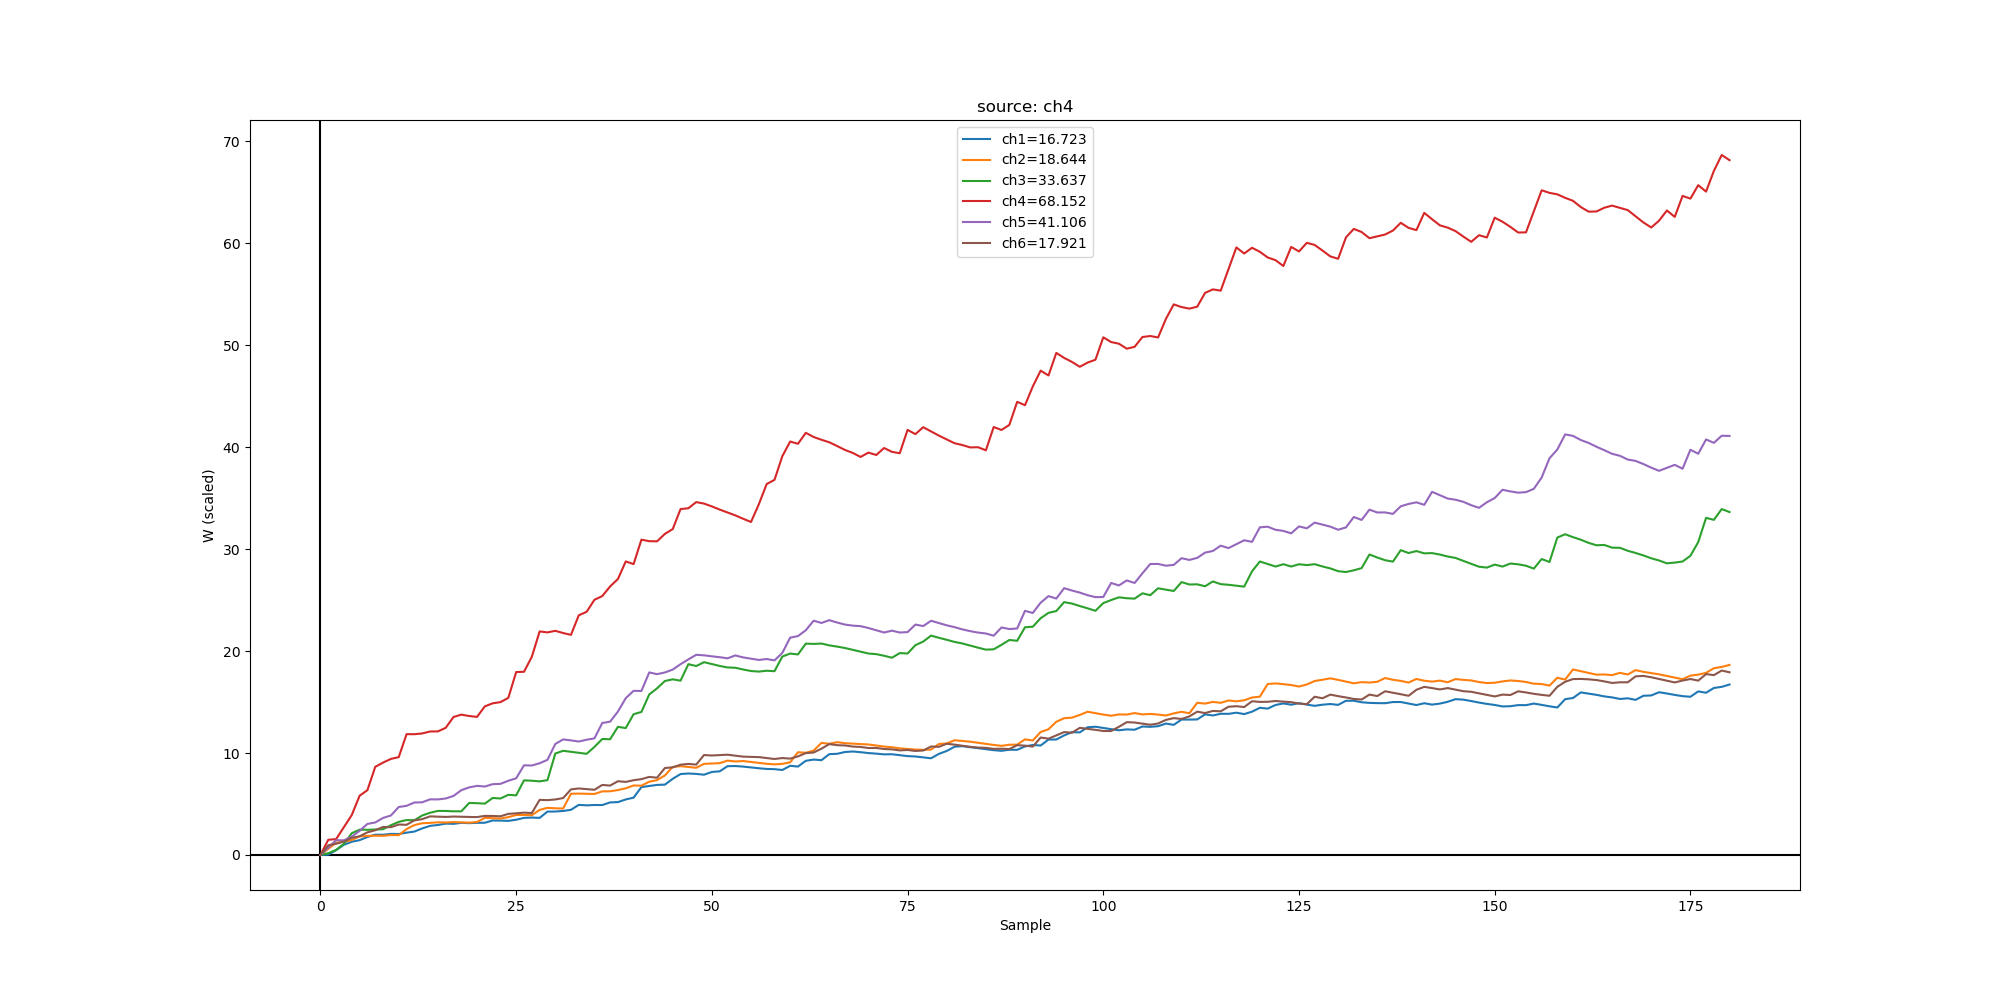 source: ch4
ch1=16.723
ch2=18.644
ch3=33.637
ch4=68.152
ch5=41.106
ch6=17.921
W (scaled)
70
60
50
40
30
20
10
0
0 25 50 75 100 125 150 175
Sample